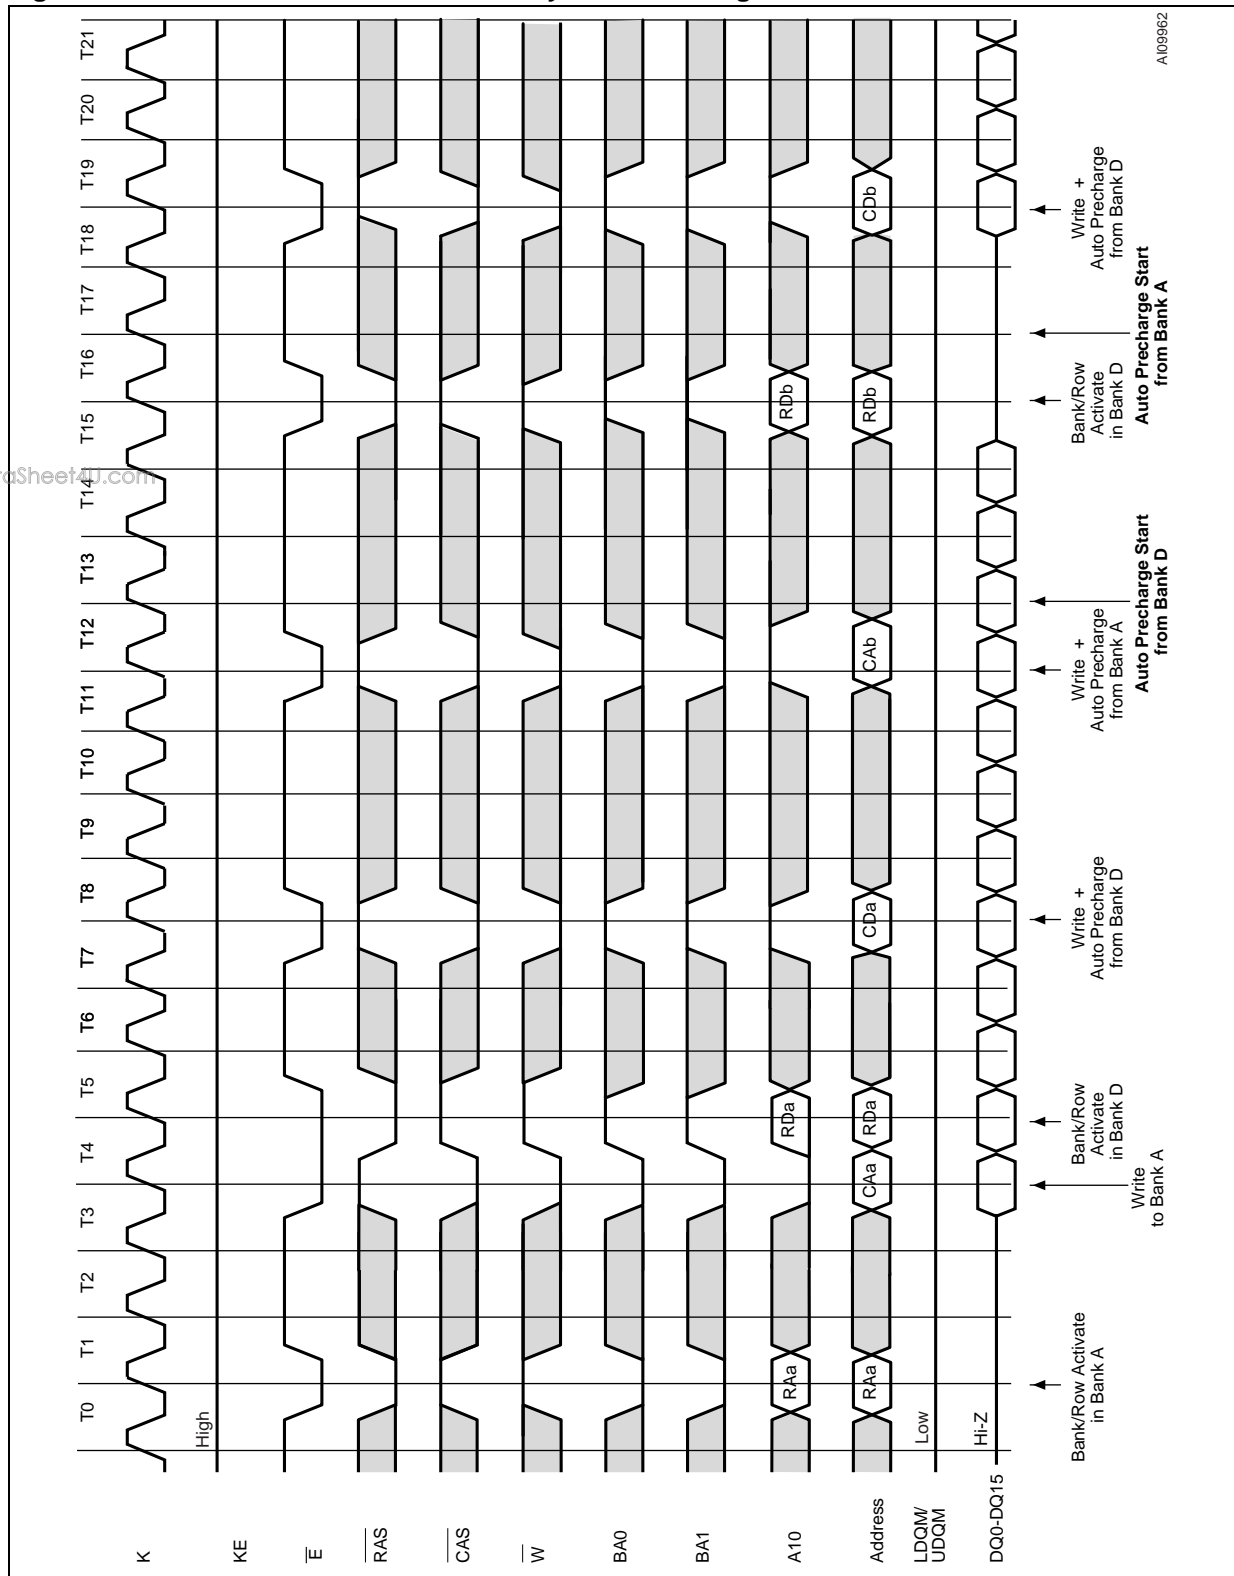 T0 T1 T2 T3 T4 T5 T6 T7 T8 T9 T10 T11 T12 T13 T14 T15 T16 T17 T18 T19 T20 T21
K
KE
High
E
RAS
CAS
W
BA0
BA1
A10
RAa RDa RDb
Address
RAa CAa RDa CDa CAb RDb CDb
LDQM/
UDQM
Low
DQ0-DQ15
Hi-Z
Bank/Row Activate
in Bank A
Write
to Bank A
Bank/Row
Activate
in Bank D
Write +
Auto Precharge
from Bank D
Write +
Auto Precharge
from Bank A
Auto Precharge Start
from Bank D
Bank/Row
Activate
in Bank D
Auto Precharge Start
from Bank A
Write +
Auto Precharge
from Bank D
AI09962
aSheet4U.com